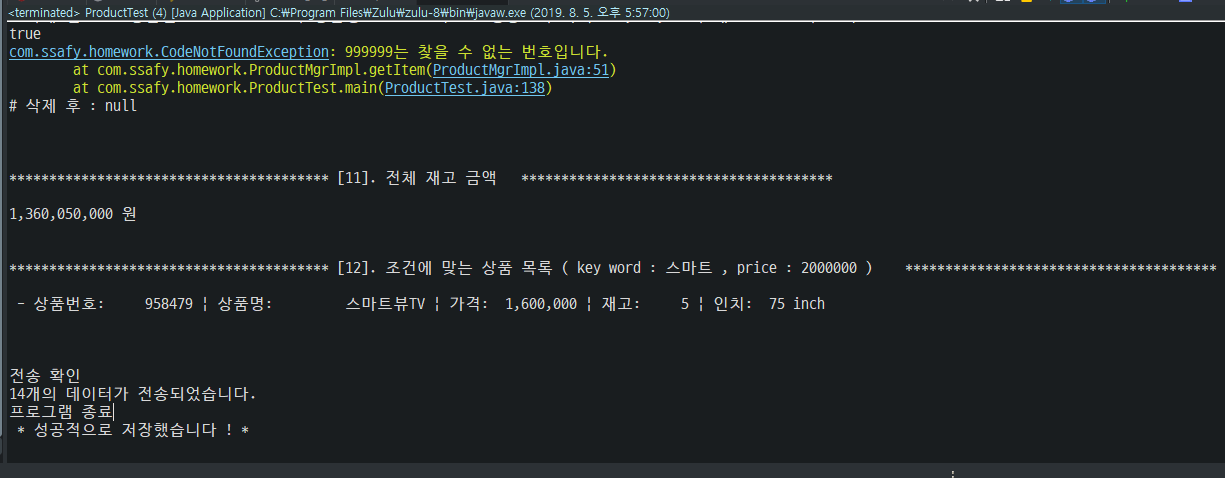 <terminated> ProductTest (4) [Java Application] C:₩Program Files₩Zulu₩zulu-8₩bin₩javaw.exe (2019. 8. 5. 오후 5:57:00)
true
com.ssafy.homework.CodeNotFoundException: 999999는 찾을 수 없는 번호입니다.
at com.ssafy.homework.ProductMgrImpl.getItem(ProductMgrImpl.java:51)
at com.ssafy.homework.ProductTest.main(ProductTest.java:138)
# 삭제 후 : null
**************************************** [11]. 전체 재고 금액 ***************************************
1,360,050,000 원
**************************************** [12]. 조건에 맞는 상품 목록 ( key word : 스마트 , price : 2000000 ) ***************************************
- 상품번호: 958479 ¦ 상품명: 스마트뷰TV ¦ 가격: 1,600,000 ¦ 재고: 5 ¦ 인치: 75 inch
전송 확인
14개의 데이터가 전송되었습니다.
프로그램 종료
* 성공적으로 저장했습니다 ! *